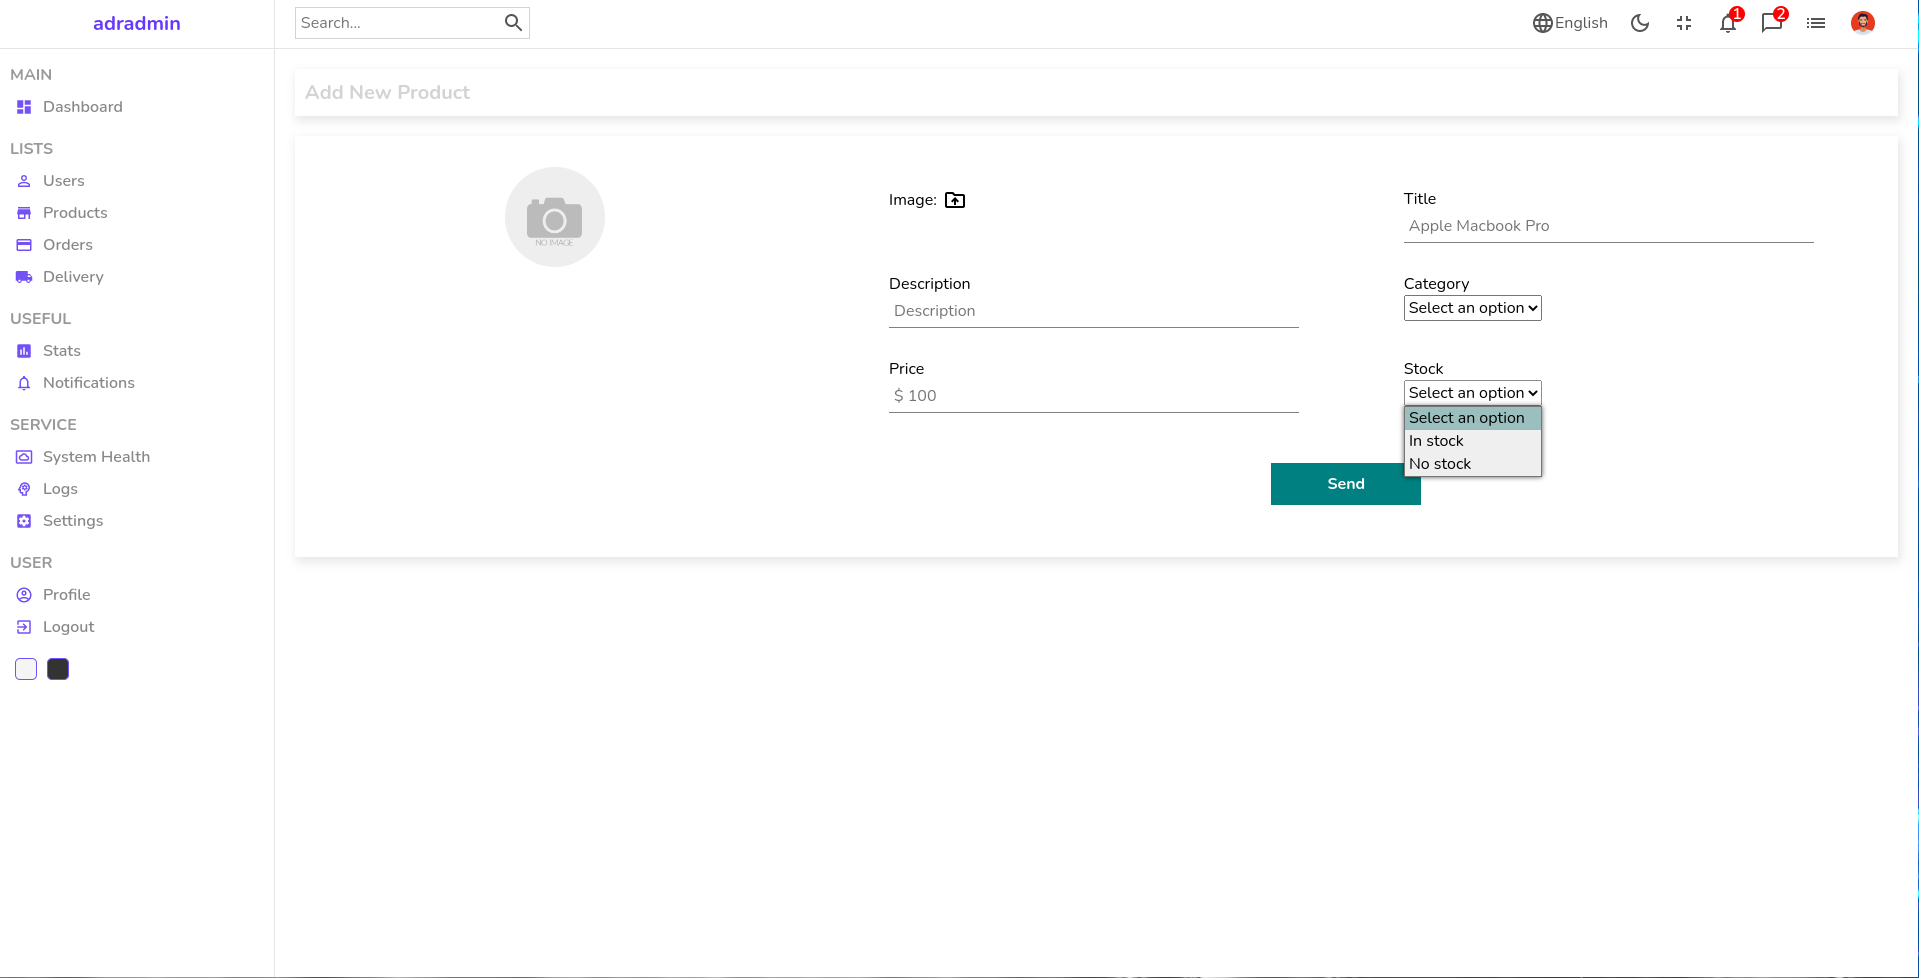 adradmin
Search...
English
1
2
MAIN
Dashboard
LISTS
Users
Products
Orders
Delivery
USEFUL
Stats
Notifications
SERVICE
System Health
Logs
Settings
USER
Profile
Logout
Add New Product
NO IMAGE
Image:
Title
Apple Macbook Pro
Description
Description
Category
Select an option
Price
$ 100
Stock
Select an option
Select an option
In stock
No stock
Send